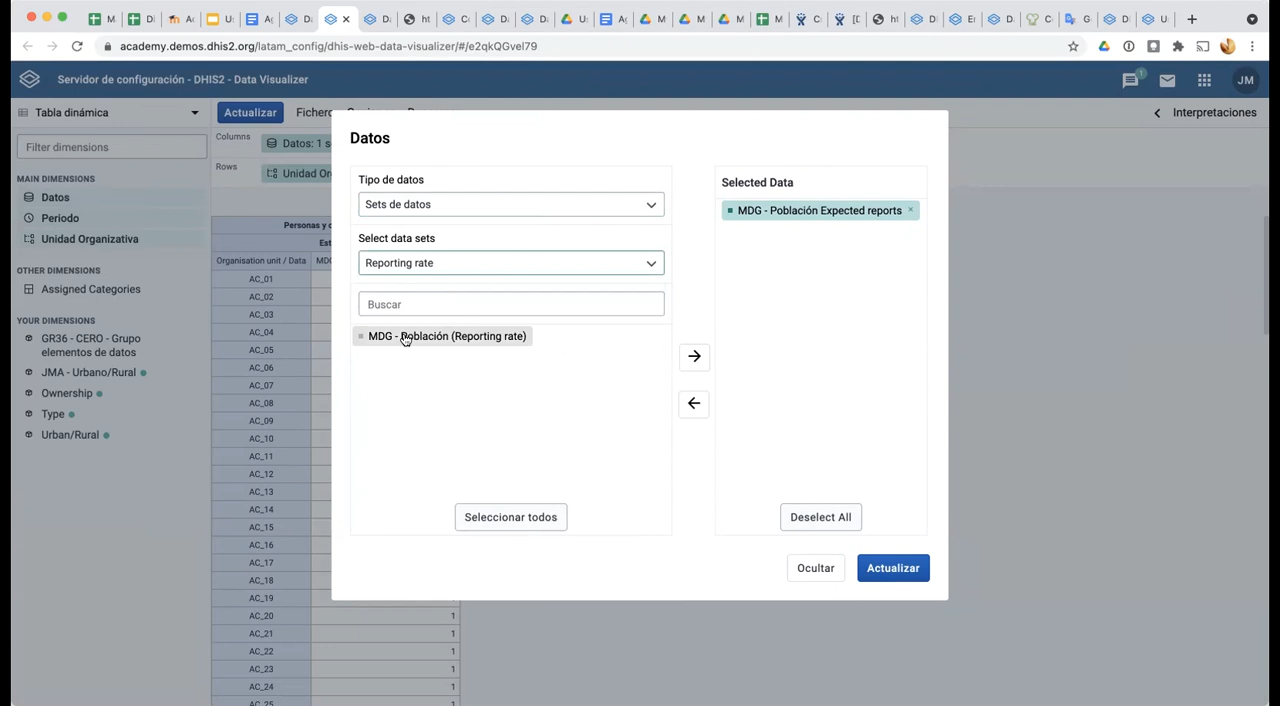 academy.demos.dhis2.org/latam_config/dhis-web-data-visualizer/#/e2qkQGvel79
Servidor de configuración - DHIS2 - Data Visualizer
1
JM
Tabla dinámica
Actualizar
Interpretaciones
Filter dimensions
Columns
Rows
MAIN DIMENSIONS
Datos
Periodo
Unidad Organizativa
OTHER DIMENSIONS
Assigned Categories
YOUR DIMENSIONS
GR36 - CERO - Grupo
elementos de datos
JMA - Urbano/Rural
Ownership
Type
Urban/Rural
Organisation unit / Data
AC_01
AC_02
AC_03
AC_04
AC_05
AC_06
AC_07
AC_08
AC_09
AC_10
AC_11
AC_12
AC_13
AC_14
AC_15
AC_16
AC_17
AC_18
AC_19
AC_20 1
AC_21 1
AC_22 1
AC_23 1
AC_24 1
AC_25
Datos
Tipo de datos
Sets de datos
Select data sets
Reporting rate
Buscar
MDG - Población (Reporting rate)
Seleccionar todos
Selected Data
MDG - Población Expected reports ×
Deselect All
Ocultar
Actualizar